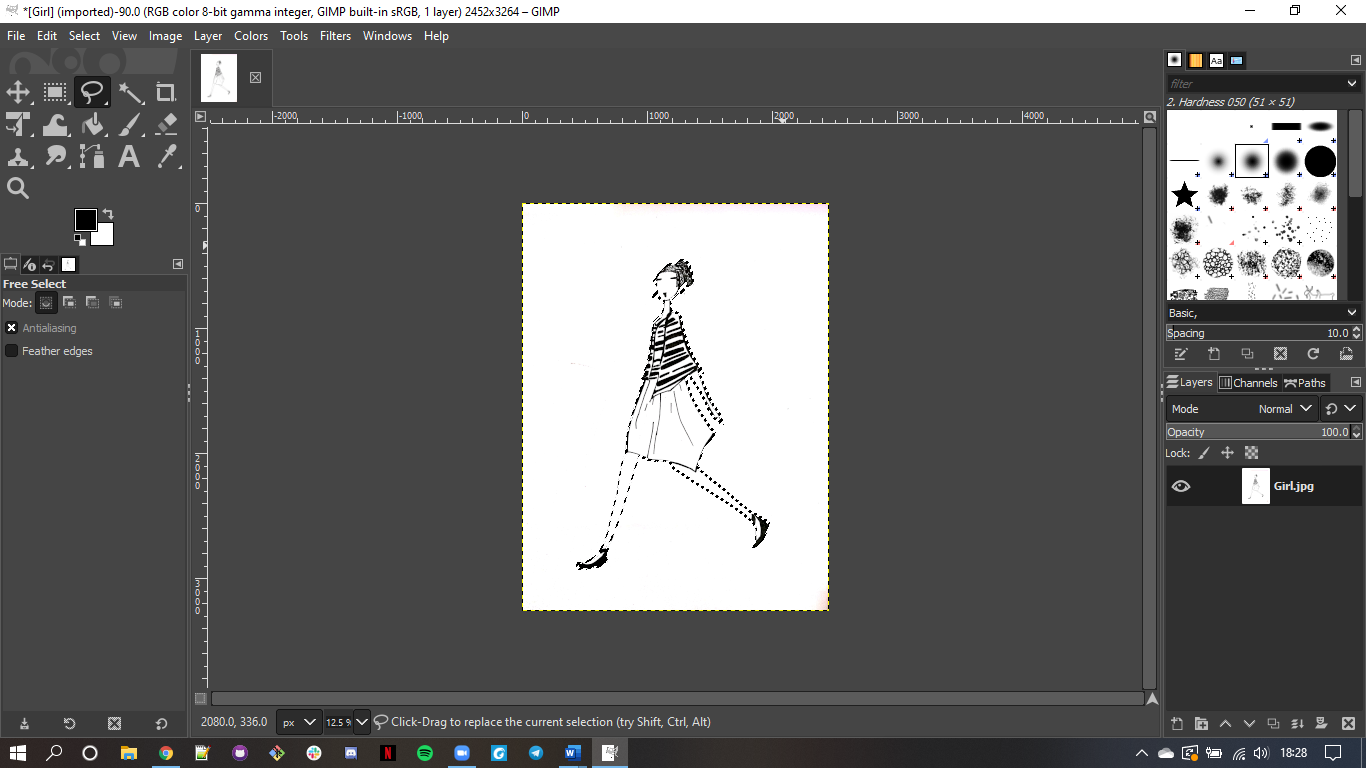 *[Girl] (imported)-90.0 (RGB color 8-bit gamma integer, GIMP built-in sRGB, 1 layer) 2452x3264 – GIMP
File Edit Select View Image Layer Colors Tools Filters Windows Help
filter
2. Hardness 050 (51 × 51)
-2000 -1000 0 1000 2000 3000 4000
0
1000
2000
3000
Free Select
Mode:
Antialiasing
Feather edges
Basic,
Spacing 10.0
Layers Channels Paths
Mode Normal
Opacity 100.0
Lock:
Girl.jpg
2080.0, 336.0 px 12.5 % Click-Drag to replace the current selection (try Shift, Ctrl, Alt)
18:28